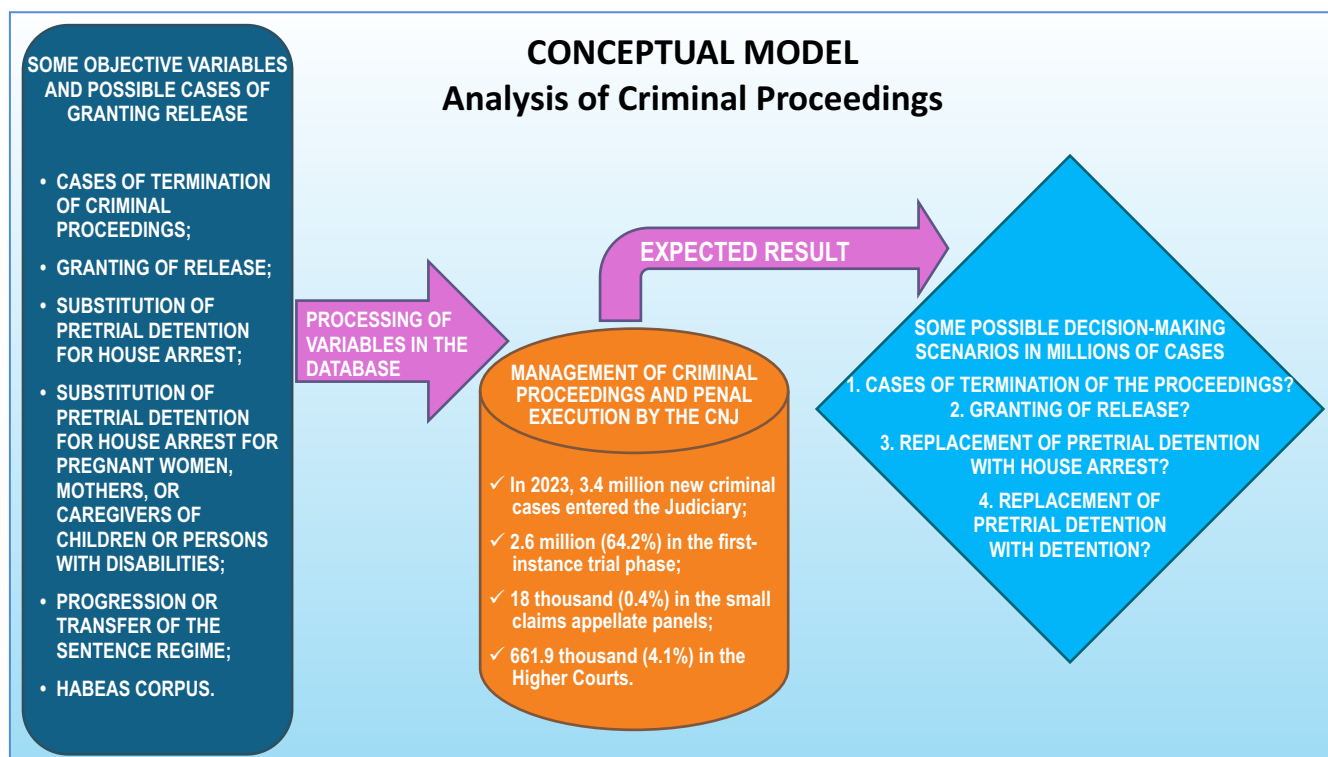 CONCEPTUAL MODEL
Analysis of Criminal Proceedings
SOME OBJECTIVE VARIABLES
AND POSSIBLE CASES OF
GRANTING RELEASE
• CASES OF TERMINATION
OF CRIMINAL
PROCEEDINGS;
• GRANTING OF RELEASE;
• SUBSTITUTION OF
PRETRIAL DETENTION
FOR HOUSE ARREST;
• SUBSTITUTION OF
PRETRIAL DETENTION
FOR HOUSE ARREST FOR
PREGNANT WOMEN,
MOTHERS, OR
CAREGIVERS OF
CHILDREN OR PERSONS
WITH DISABILITIES;
• PROGRESSION OR
TRANSFER OF THE
SENTENCE REGIME;
• HABEAS CORPUS.
PROCESSING OF
VARIABLES IN THE
DATABASE
MANAGEMENT OF CRIMINAL
PROCEEDINGS AND PENAL
EXECUTION BY THE CNJ
✓ In 2023, 3.4 million new criminal
cases entered the Judiciary;
✓ 2.6 million (64.2%) in the first-
instance trial phase;
✓ 18 thousand (0.4%) in the small
claims appellate panels;
✓ 661.9 thousand (4.1%) in the
Higher Courts.
EXPECTED RESULT
SOME POSSIBLE DECISION-MAKING
SCENARIOS IN MILLIONS OF CASES
1. CASES OF TERMINATION OF THE PROCEEDINGS?
2. GRANTING OF RELEASE?
3. REPLACEMENT OF PRETRIAL DETENTION
WITH HOUSE ARREST?
4. REPLACEMENT OF
PRETRIAL DETENTION
WITH DETENTION?